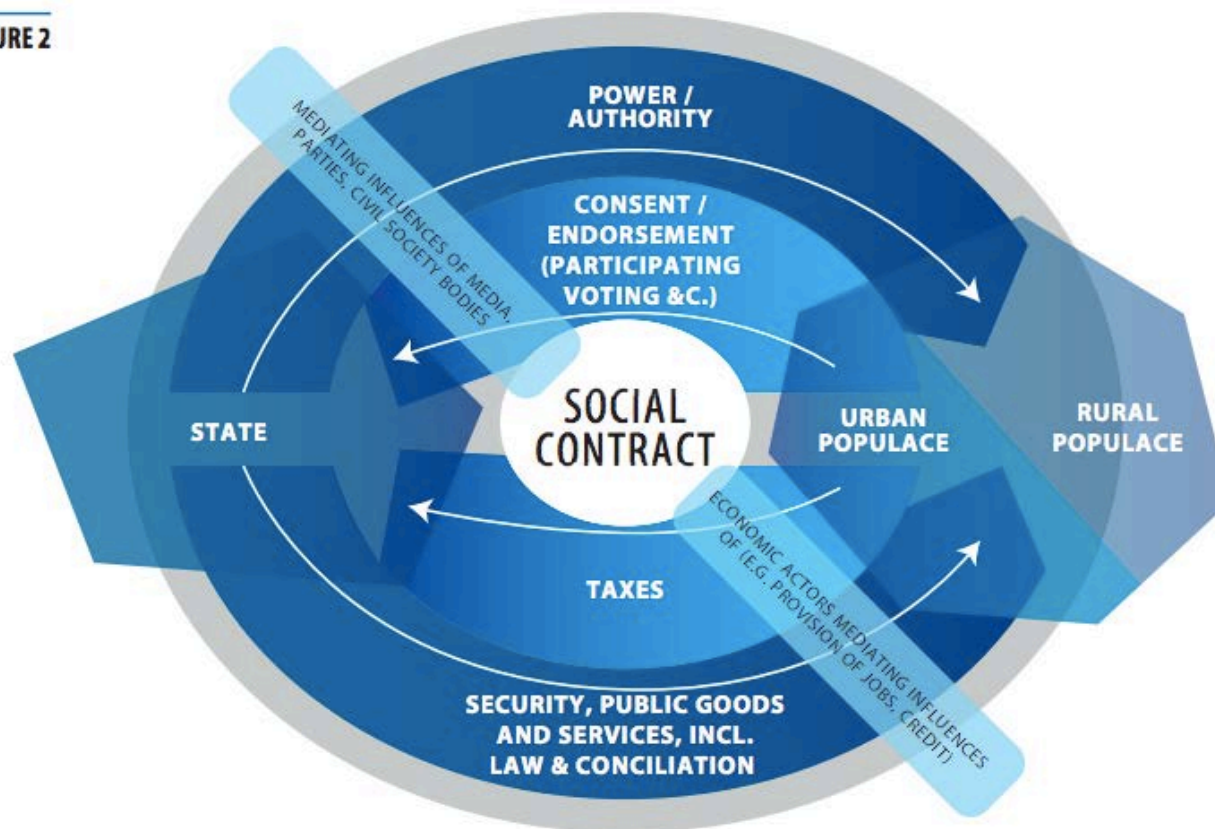 URE 2
POWER /
AUTHORITY
MEDIATING INFLUENCES OF MEDIA,
PARTIES, CIVIL SOCIETY
BODIES
CONSENT /
ENDORSEMENT
(PARTICIPATING
VOTING &C.)
STATE
SOCIAL
CONTRACT
URBAN
POPULACE
RURAL
POPULACE
TAXES
ECONOMIC ACTORS MEDIATING INFLUENCES
OF (E.G. PROVISION OF JOBS, CREDIT)
SECURITY, PUBLIC GOODS
AND SERVICES, INCL.
LAW & CONCILIATION